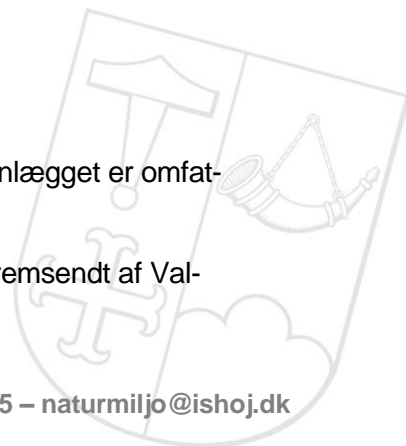 nlægget er omfat-
remsendt af Val-
5 – naturmiljo@ishoj.dk